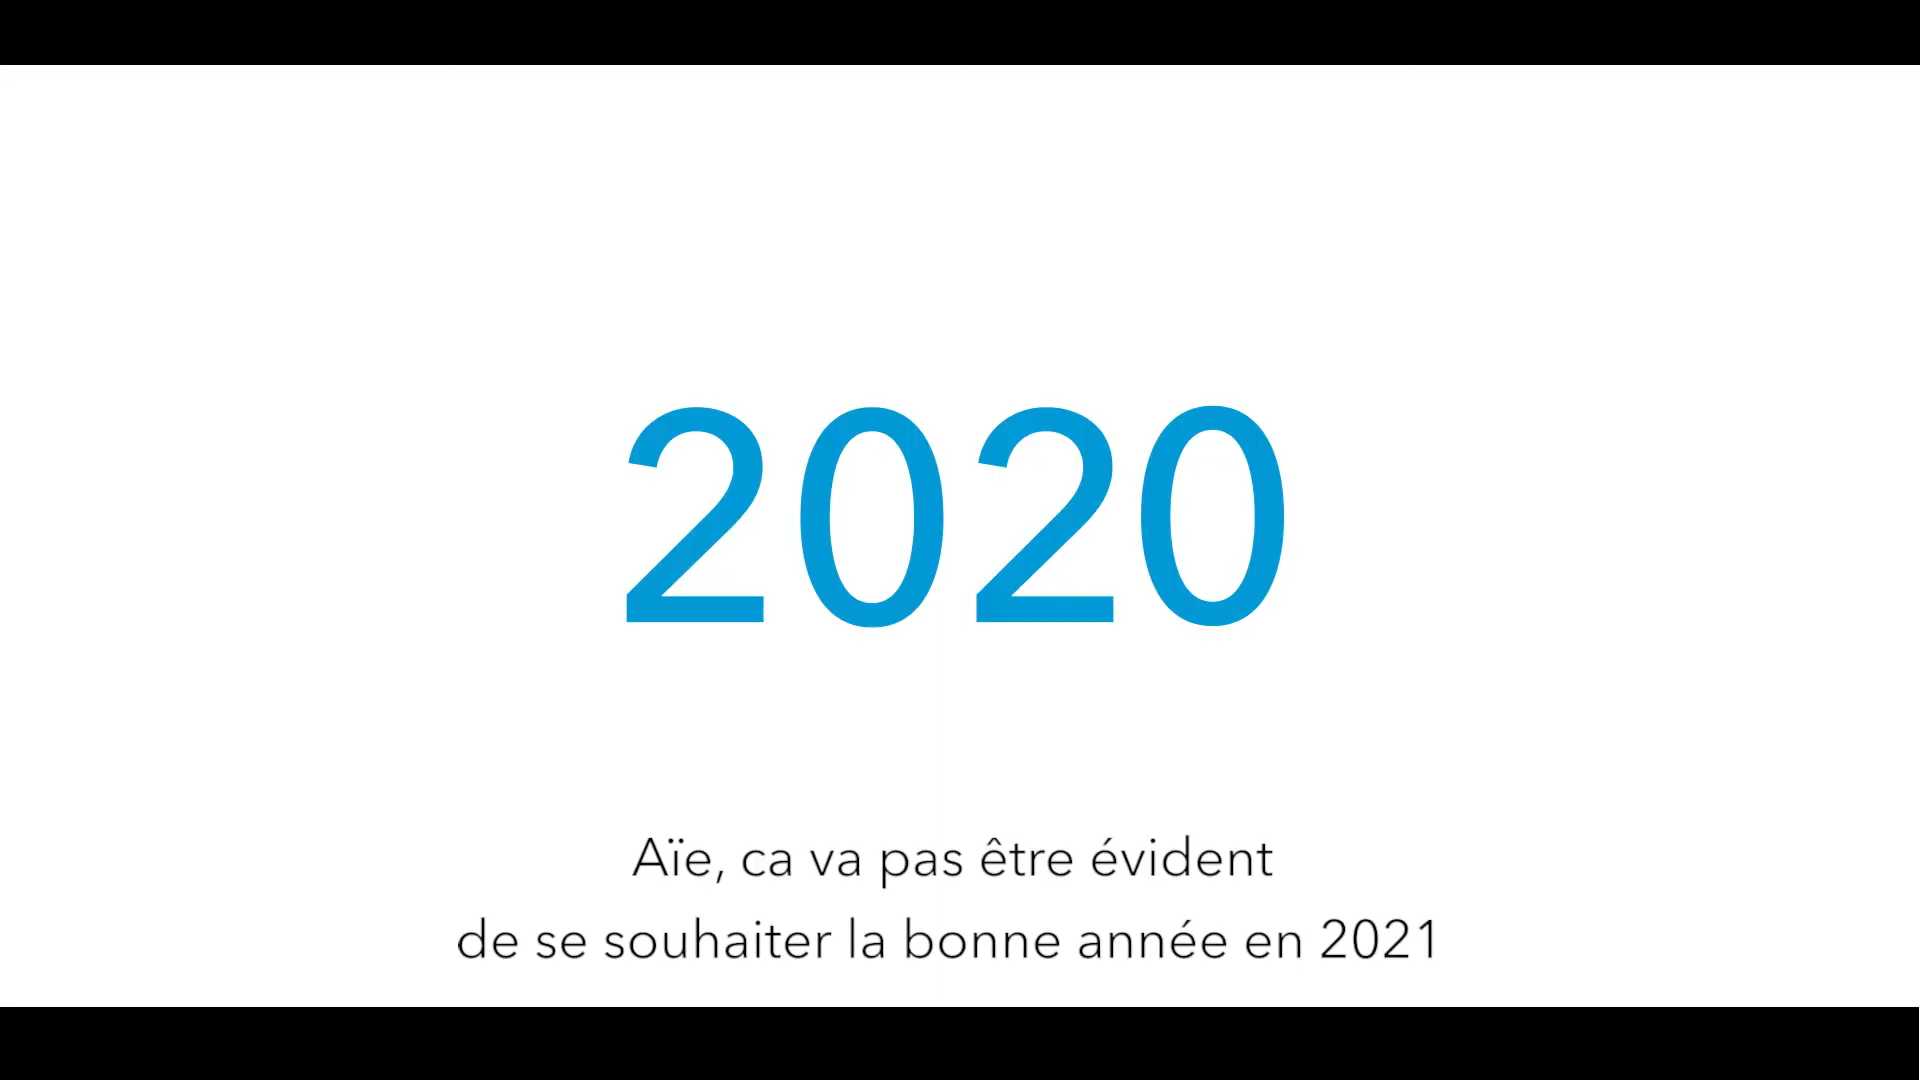 2020
Aïe, ca va pas être évident
de se souhaiter la bonne année en 2021